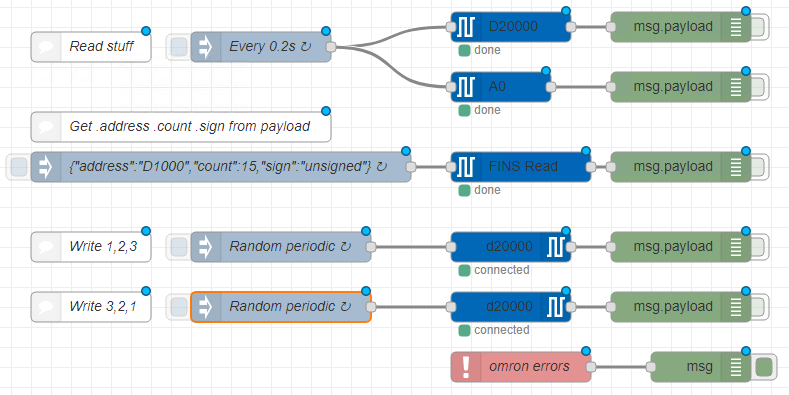 D20000
msg.payload
Read stuff
Every 0.2s ↻
done
A0
msg.payload
done
Get .address .count .sign from payload
{"address":"D1000","count":15,"sign":"unsigned"} ↻
FINS Read
msg.payload
done
Write 1,2,3
Random periodic ↻
d20000
msg.payload
connected
Write 3,2,1
Random periodic ↻
d20000
msg.payload
connected
omron errors
msg